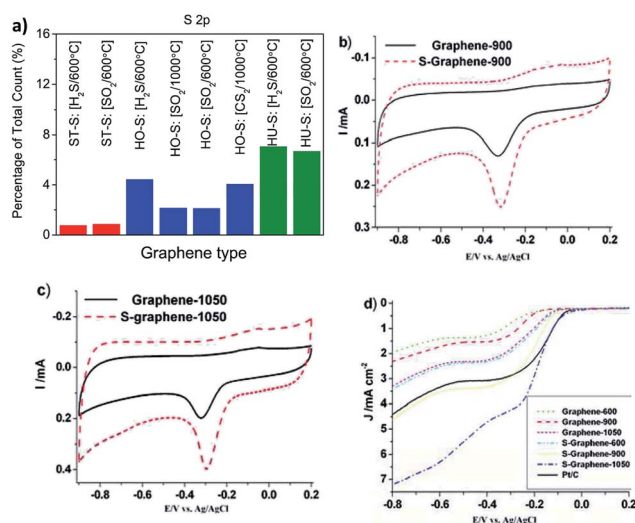 a)
S 2p
Percentage of Total Count (%)
16
12
8
4
0
ST-S: [H2S/600°C]
ST-S: [SO2/600°C]
HO-S: [H2S/600°C]
HO-S: [SO2/1000°C]
HO-S: [SO2/600°C]
HO-S: [CS2/1000°C]
HU-S: [H2S/600°C]
HU-S: [SO2/600°C]
Graphene type
b)
Graphene-900
S-Graphene-900
I /mA
-0.1
0.0
0.1
0.2
0.3
-0.8 -0.6 -0.4 -0.2 0.0 0.2
E/V vs. Ag/AgCl
c)
Graphene-1050
S-graphene-1050
I /mA
-0.2
0.0
0.2
0.4
-0.8 -0.6 -0.4 -0.2 0.0 0.2
E/V vs. Ag/AgCl
d)
J /mA cm-2
0
1
2
3
4
5
6
7
Graphene-600
Graphene-900
Graphene-1050
S-Graphene-600
S-Graphene-900
S-Graphene-1050
Pt/C
-0.8 -0.6 -0.4 -0.2 0.0 0.2
E/V vs. Ag/AgCl